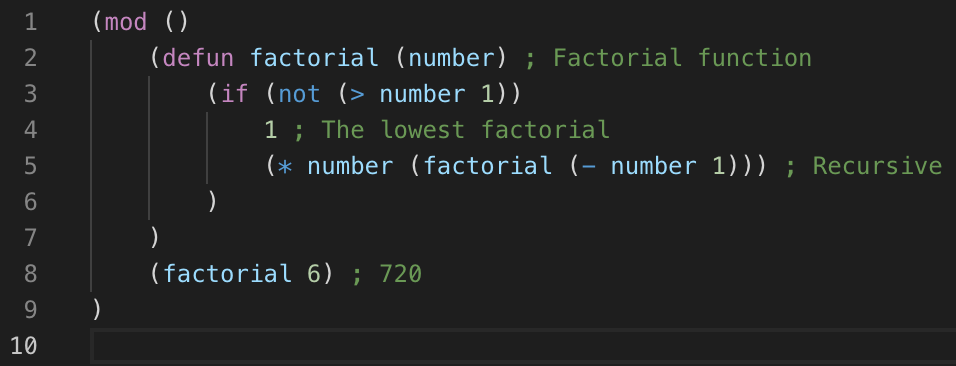 1 (mod ()
2     (defun factorial (number) ; Factorial function
3         (if (not (> number 1))
4             1 ; The lowest factorial
5             (* number (factorial (- number 1))) ; Recursive
6         )
7     )
8     (factorial 6) ; 720
9 )
10